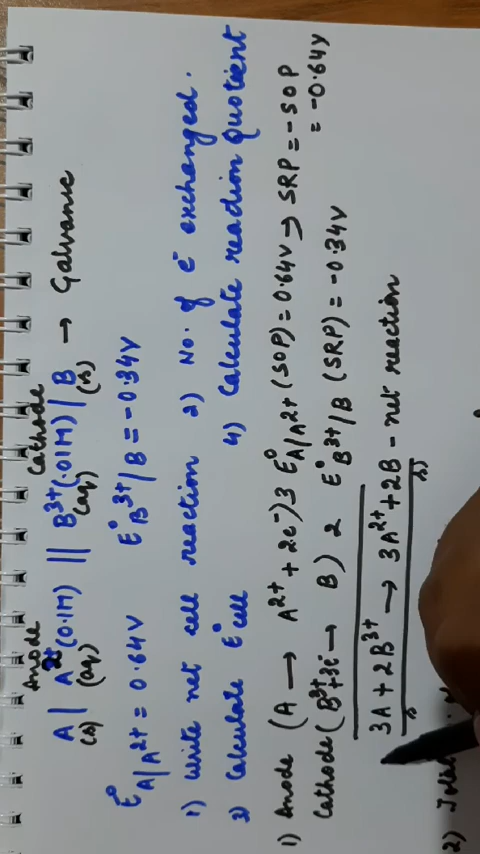 Anode Cathode
A | A²⁺(0.1M) || B³⁺(.01M) | B → Galvanic
(s) (aq) (aq) (s)
E°A/A²⁺ = 0.64V E°B³⁺/B = -0.34V
1) Write net cell reaction 2) No. of e⁻ exchanged.
3) Calculate E°cell 4) Calculate reaction quotient
1) Anode (A → A²⁺ + 2e⁻)3 E°A/A²⁺ (SOP) = 0.64V → SRP = -SOP
= -0.64V
Cathode (B³⁺+3e⁻ → B) 2 E°B³⁺/B (SRP) = -0.34V
3A + 2B³⁺ → 3A²⁺ + 2B - net reaction
(s)
2)